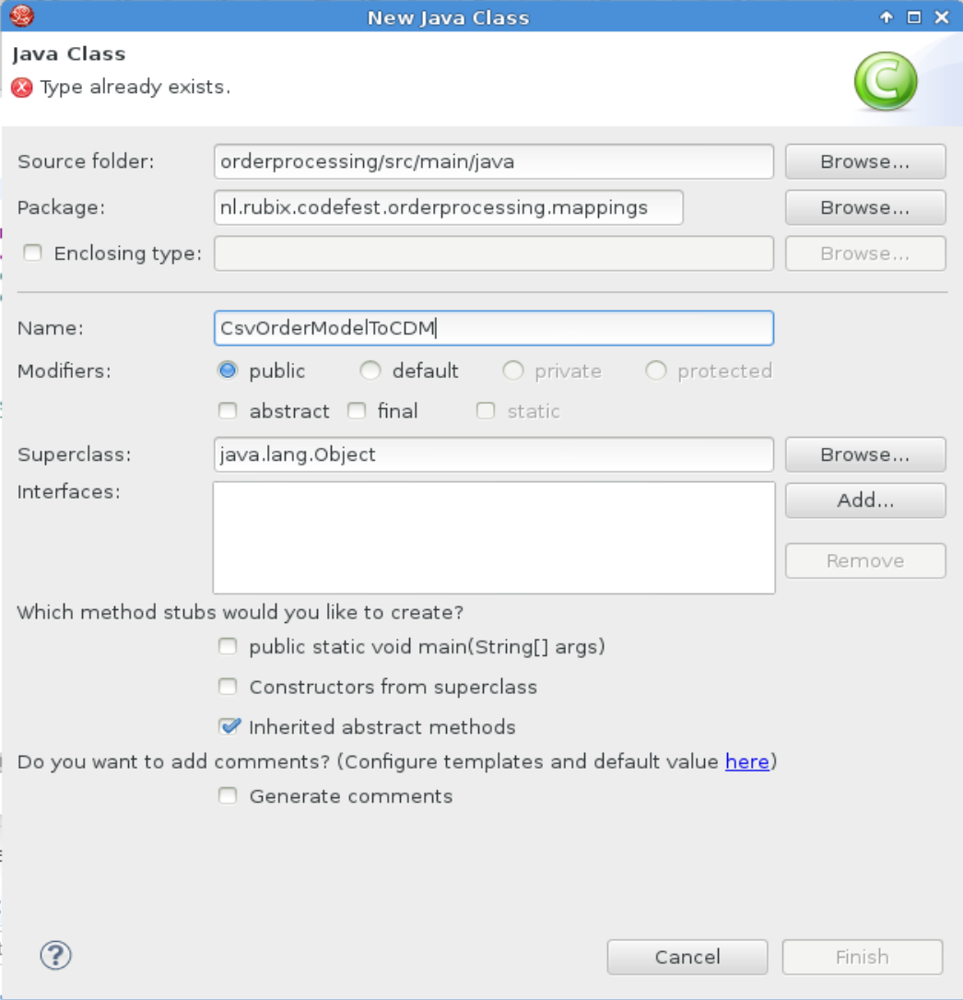 New Java Class
Java Class
Type already exists.
C
Source folder: orderprocessing/src/main/java Browse...
Package: nl.rubix.codefest.orderprocessing.mappings Browse...
Enclosing type: Browse...
Name: CsvOrderModelToCDM
Modifiers: public default private protected
abstract final static
Superclass: java.lang.Object Browse...
Interfaces: Add...
Remove
Which method stubs would you like to create?
public static void main(String[] args)
Constructors from superclass
Inherited abstract methods
Do you want to add comments? (Configure templates and default value here)
Generate comments
? Cancel Finish